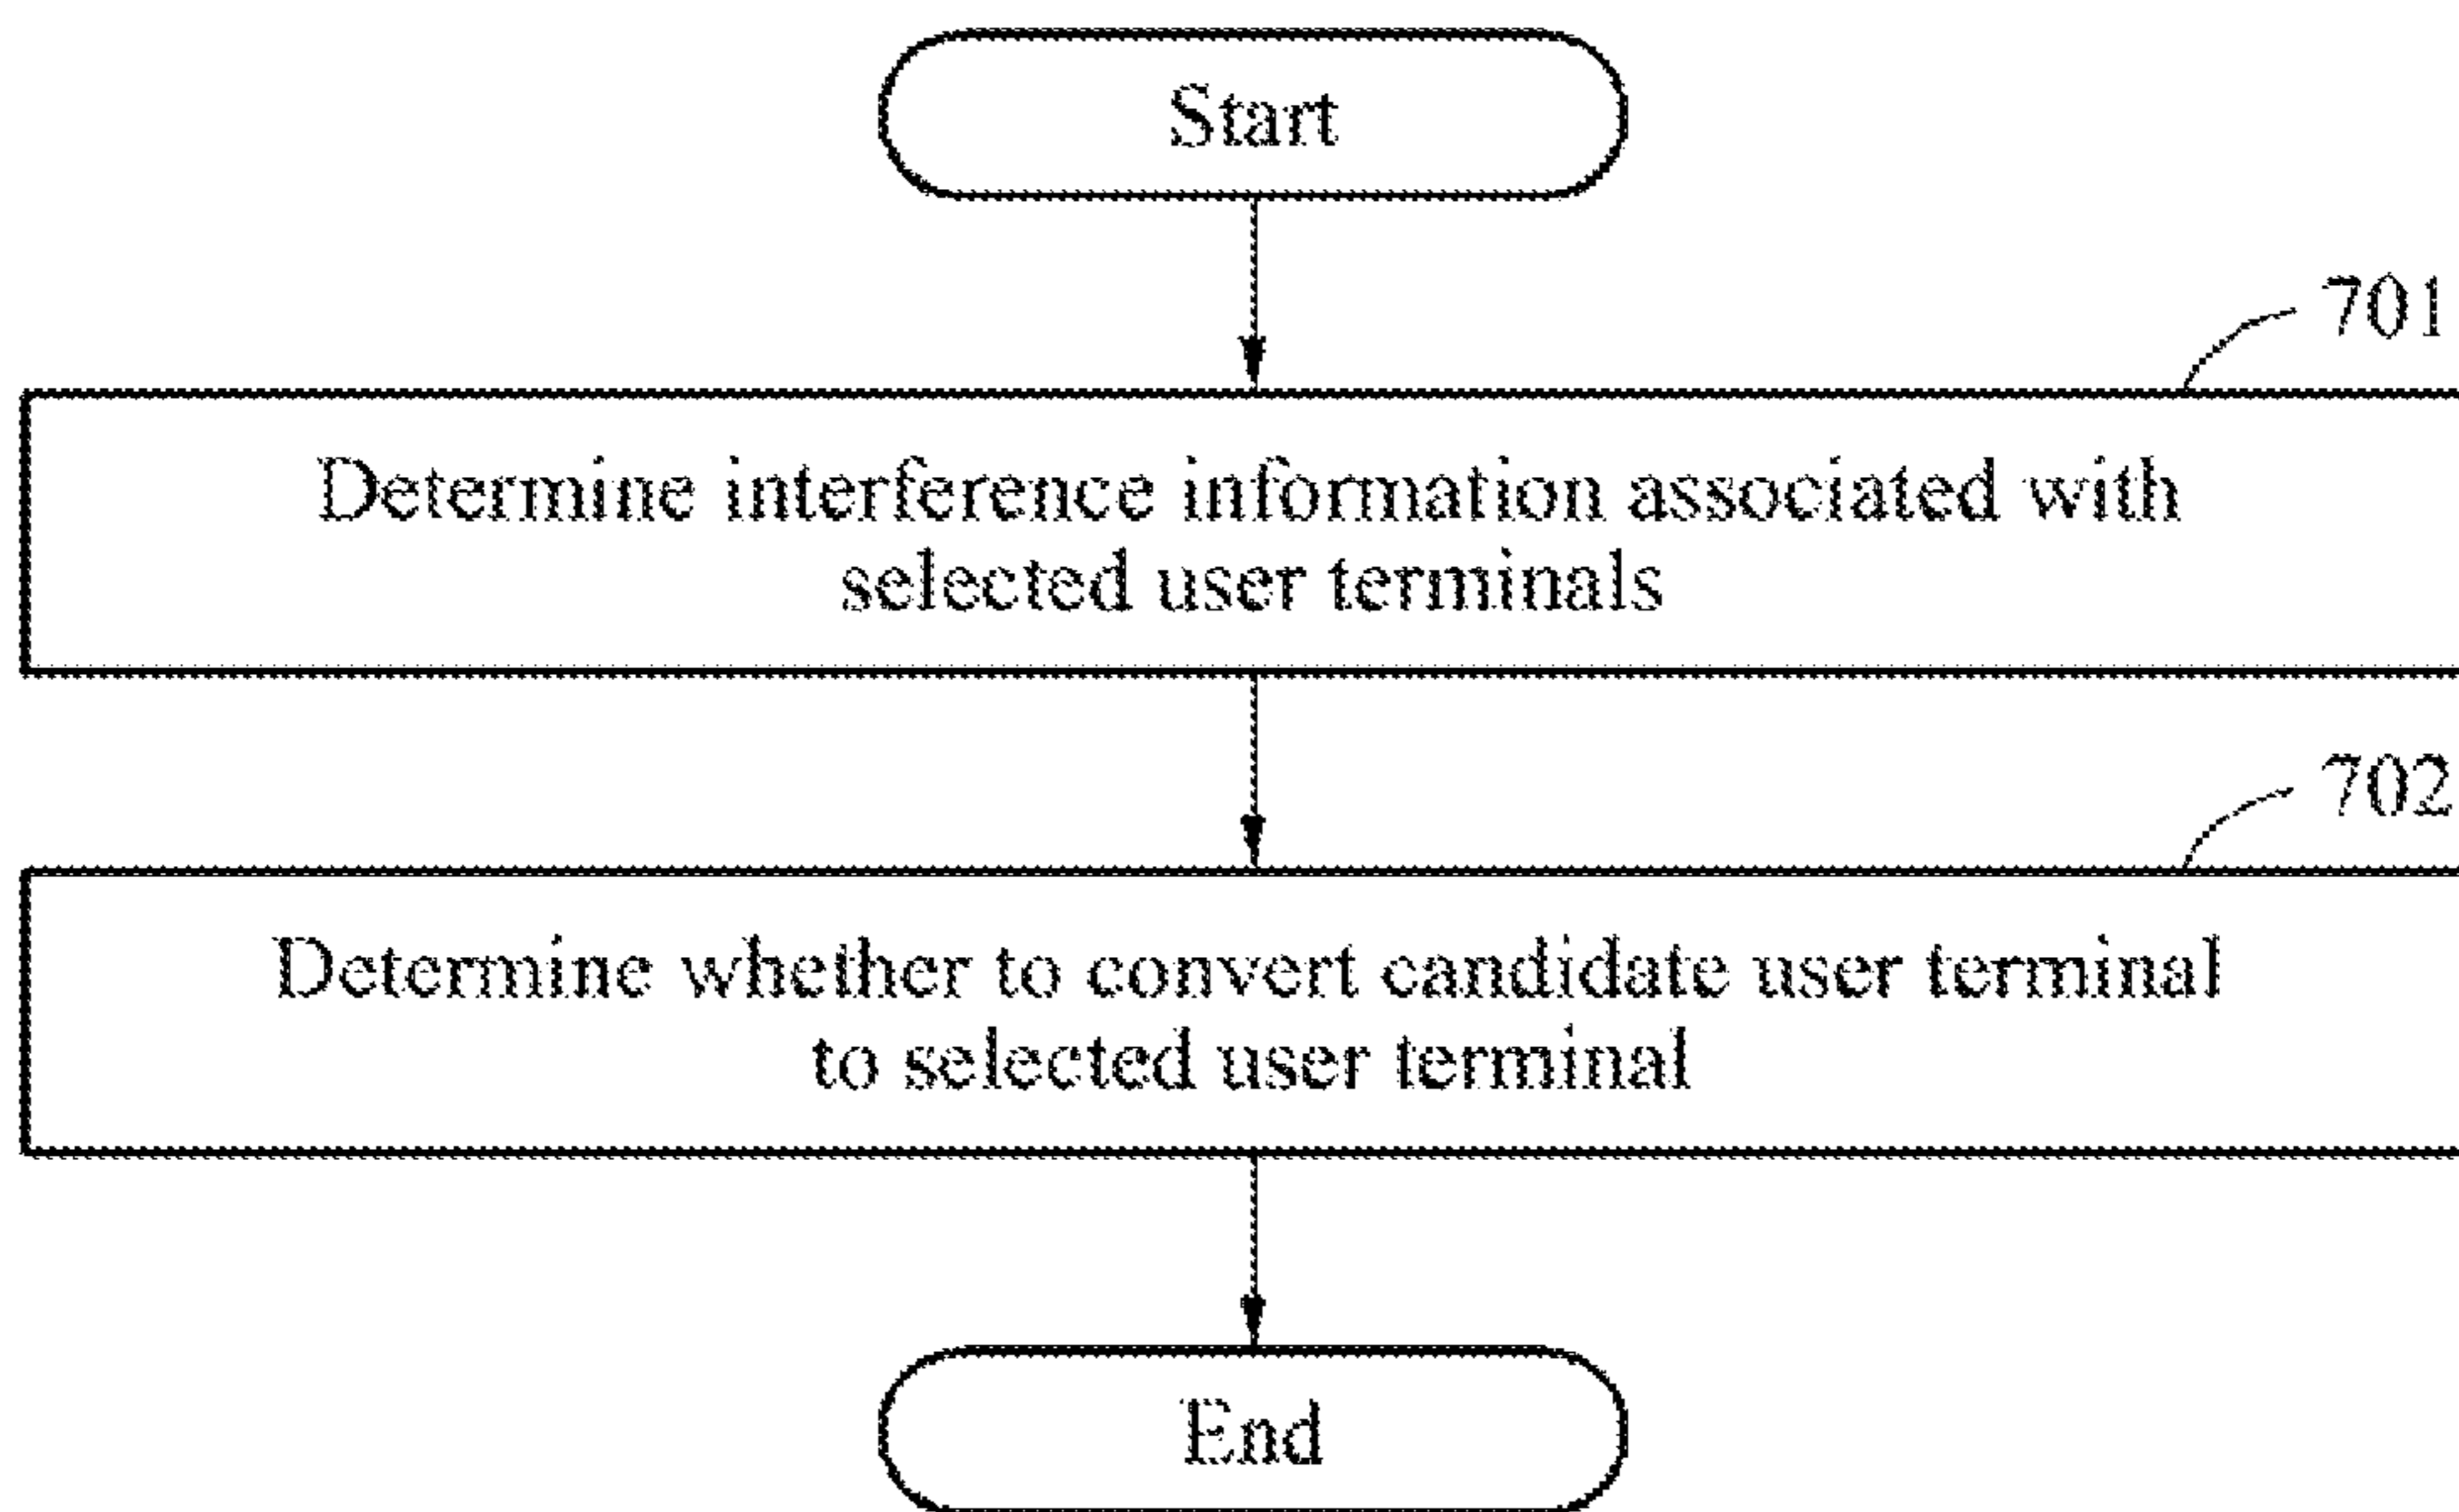 Start
701
Determine interference information associated with
selected user terminals
702
Determine whether to convert candidate user terminal
to selected user terminal
End